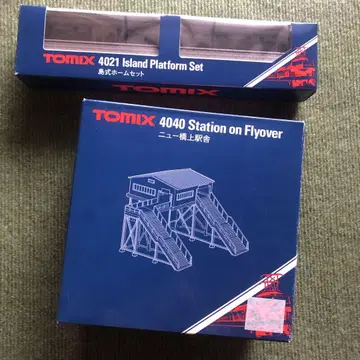 TOMIX 4021 Island Platform Set
島式ホームセット
TOMIX 4040 Station on Flyover
ニュー橋上駅舎